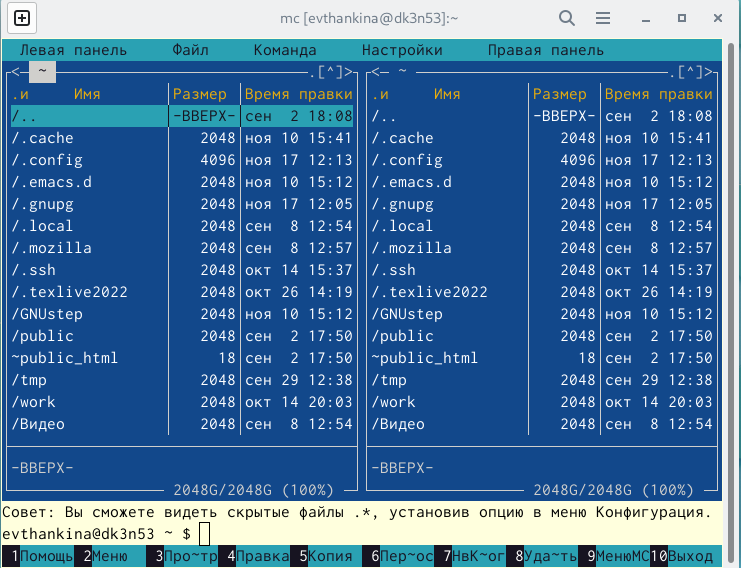 mc [evthankina@dk3n53]:~
Левая панель Файл Команда Настройки Правая панель
<─ ~ .[^]> <─ ~ .[^]>
.и Имя Размер Время правки .и Имя Размер Время правки
/.. -ВВЕРХ- сен 2 18:08 /.. -ВВЕРХ- сен 2 18:08
/.cache 2048 ноя 10 15:41 /.cache 2048 ноя 10 15:41
/.config 4096 ноя 17 12:13 /.config 4096 ноя 17 12:13
/.emacs.d 2048 ноя 10 15:12 /.emacs.d 2048 ноя 10 15:12
/.gnupg 2048 ноя 17 12:05 /.gnupg 2048 ноя 17 12:05
/.local 2048 сен 8 12:54 /.local 2048 сен 8 12:54
/.mozilla 2048 сен 8 12:57 /.mozilla 2048 сен 8 12:57
/.ssh 2048 окт 14 15:37 /.ssh 2048 окт 14 15:37
/.texlive2022 2048 окт 26 14:19 /.texlive2022 2048 окт 26 14:19
/GNUstep 2048 ноя 10 15:12 /GNUstep 2048 ноя 10 15:12
/public 2048 сен 2 17:50 /public 2048 сен 2 17:50
~public_html 18 сен 2 17:50 ~public_html 18 сен 2 17:50
/tmp 2048 сен 29 12:38 /tmp 2048 сен 29 12:38
/work 2048 окт 14 20:03 /work 2048 окт 14 20:03
/Видео 2048 сен 8 12:54 /Видео 2048 сен 8 12:54
-ВВЕРХ- -ВВЕРХ-
2048G/2048G (100%) 2048G/2048G (100%)
Совет: Вы сможете видеть скрытые файлы .*, установив опцию в меню Конфигурация.
evthankina@dk3n53 ~ $
1Помощь 2Меню 3Про~тр 4Правка 5Копия 6Пер~ос 7НвК~ог 8Уда~ть 9МенюMC 10Выход